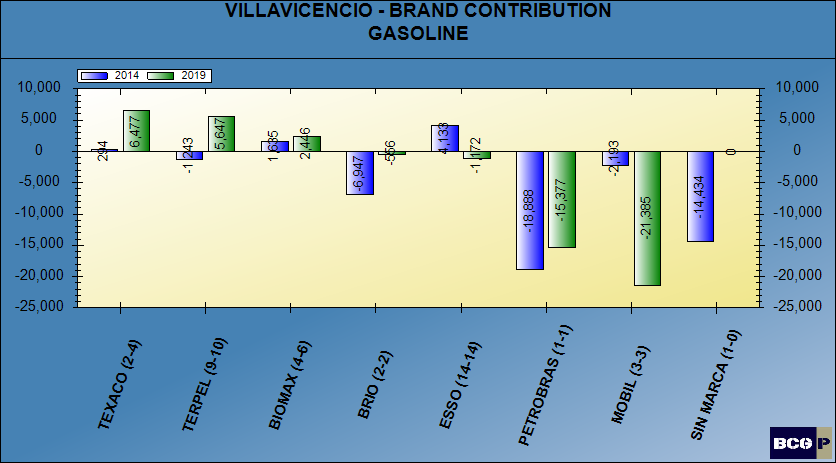 VILLAVICENCIO - BRAND CONTRIBUTION
GASOLINE
2014 2019
10,000 10,000
5,000 5,000
0 0
-5,000 -5,000
-10,000 -10,000
-15,000 -15,000
-20,000 -20,000
-25,000 -25,000
294
6,477
-1,243
5,647
1,635
2,446
-6,947
-556
4,133
-1,172
-18,888
-15,377
-2,193
-21,385
-14,434
0
TEXACO (2-4)
TERPEL (9-10)
BIOMAX (4-6)
BRIO (2-2)
ESSO (14-14)
PETROBRAS (1-1)
MOBIL (3-3)
SIN MARCA (1-0)
BCO P